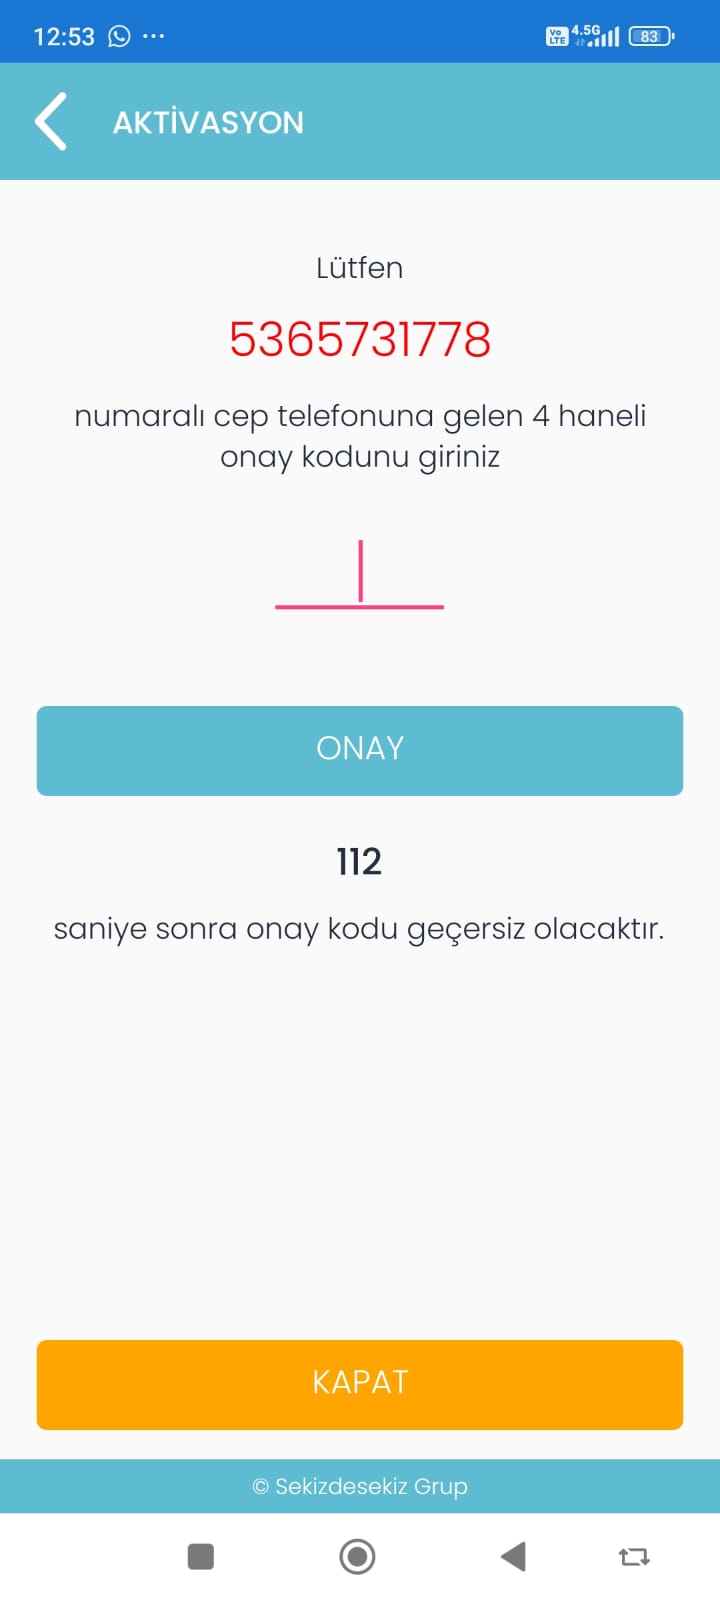 12:53
Vo LTE 4.5G 83
AKTİVASYON
Lütfen
5365731778
numaralı cep telefonuna gelen 4 haneli
onay kodunu giriniz
ONAY
112
saniye sonra onay kodu geçersiz olacaktır.
KAPAT
© Sekizdesekiz Grup